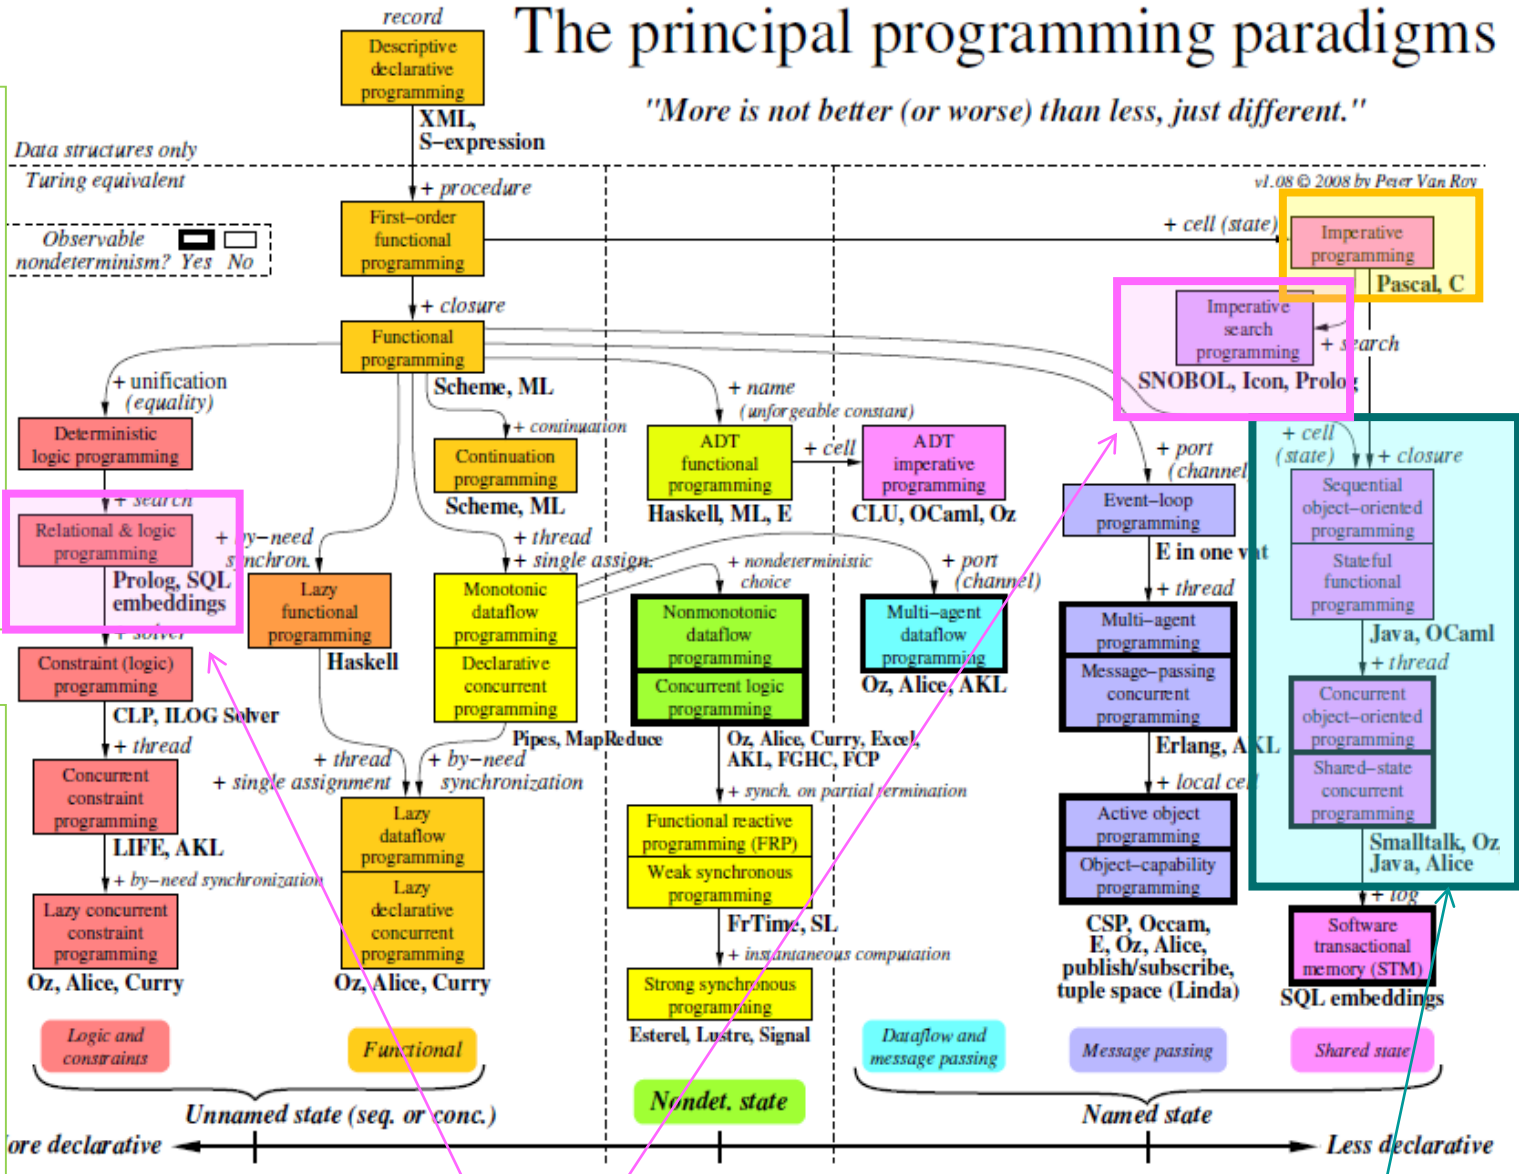 The principal programming paradigms
"More is not better (or worse) than less, just different."
record
Descriptive
declarative
programming
XML,
S−expression
Data structures only
Turing equivalent
+ procedure
v1.08 © 2008 by Peter Van Roy
Observable
nondeterminism? Yes No
First−order
functional
programming
+ cell (state)
Imperative
programming
Pascal, C
+ closure
Imperative
search
programming
+ search
SNOBOL, Icon, Prolog
Functional
programming
Scheme, ML
+ unification
(equality)
Deterministic
logic programming
+ search
Relational & logic
programming
Prolog, SQL
embeddings
+ solver
Constraint (logic)
programming
CLP, ILOG Solver
+ thread
Concurrent
constraint
programming
LIFE, AKL
+ by−need synchronization
Lazy concurrent
constraint
programming
Oz, Alice, Curry
+ continuation
Continuation
programming
Scheme, ML
+ by−need
synchron.
Lazy
functional
programming
Haskell
+ thread
+ single assign.
Monotonic
dataflow
programming
Declarative
concurrent
programming
Pipes, MapReduce
+ thread
+ single assignment
+ by−need
synchronization
Lazy
dataflow
programming
Lazy
declarative
concurrent
programming
Oz, Alice, Curry
+ name
(unforgeable constant)
ADT
functional
programming
Haskell, ML, E
+ cell
ADT
imperative
programming
CLU, OCaml, Oz
+ nondeterministic
choice
Nonmonotonic
dataflow
programming
Concurrent logic
programming
Oz, Alice, Curry, Excel,
AKL, FGHC, FCP
+ synch. on partial termination
Functional reactive
programming (FRP)
Weak synchronous
programming
FrTime, SL
+ instantaneous computation
Strong synchronous
programming
Esterel, Lustre, Signal
+ port
(channel)
Multi−agent
dataflow
programming
Oz, Alice, AKL
+ port
(channel)
Event−loop
programming
E in one vat
+ thread
Multi−agent
programming
Message−passing
concurrent
programming
Erlang, AKL
+ local cell
Active object
programming
Object−capability
programming
CSP, Occam,
E, Oz, Alice,
publish/subscribe,
tuple space (Linda)
+ cell
(state)
+ closure
Sequential
object−oriented
programming
Stateful
functional
programming
Java, OCaml
+ thread
Concurrent
object−oriented
programming
Shared−state
concurrent
programming
Smalltalk, Oz
Java, Alice
+ log
Software
transactional
memory (STM)
SQL embeddings
Logic and
constraints
Functional
Dataflow and
message passing
Message passing
Shared state
Unnamed state (seq. or conc.)
Nondet. state
Named state
ore declarative
Less declarative